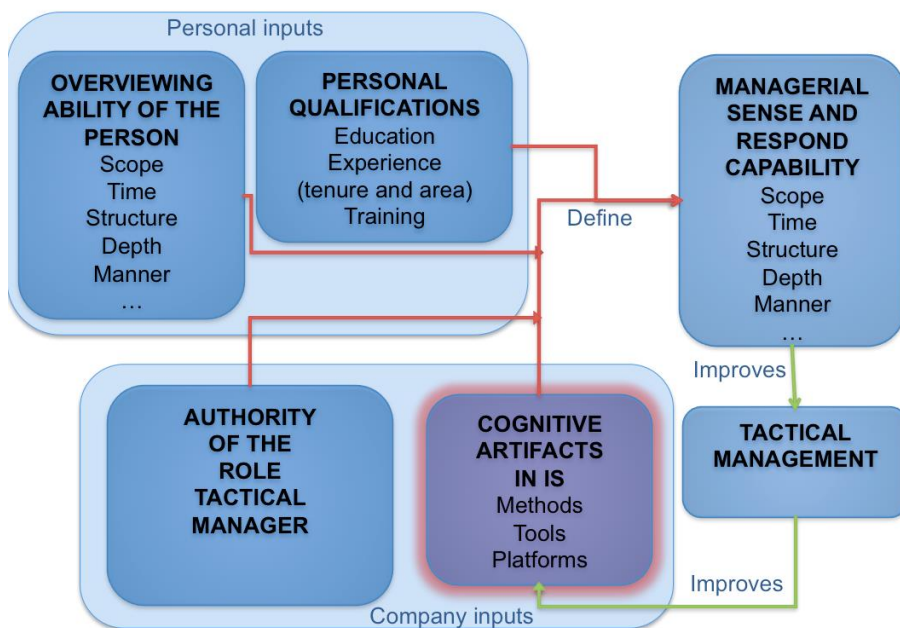 Personal inputs
OVERVIEWING
ABILITY OF THE
PERSON
Scope
Time
Structure
Depth
Manner
…
PERSONAL
QUALIFICATIONS
Education
Experience
(tenure and area)
Training
Define
MANAGERIAL
SENSE AND
RESPOND
CAPABILITY
Scope
Time
Structure
Depth
Manner
…
Improves
AUTHORITY
OF THE
ROLE
TACTICAL
MANAGER
COGNITIVE
ARTIFACTS
IN IS
Methods
Tools
Platforms
TACTICAL
MANAGEMENT
Improves
Company inputs